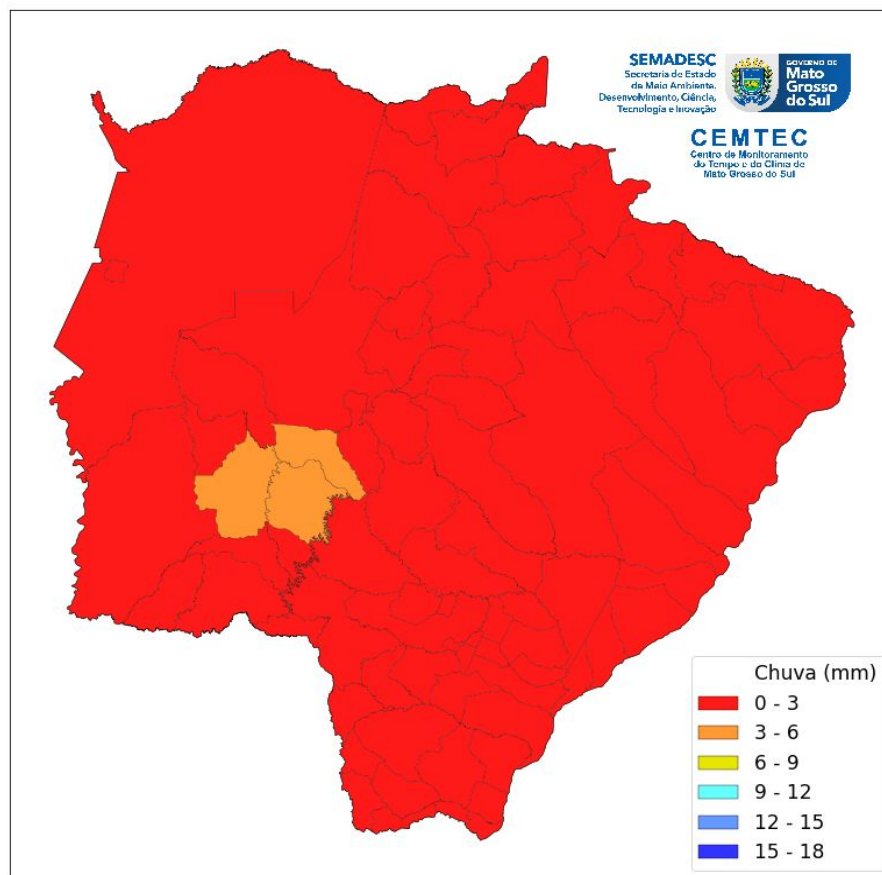 SEMADESC
Secretaria de Estado
de Meio Ambiente,
Desenvolvimento, Ciência,
Tecnologia e Inovação
GOVERNO DE
Mato
Grosso
do Sul
CEMTEC
Centro de Monitoramento
do Tempo e do Clima de
Mato Grosso do Sul
Chuva (mm)
0 - 3
3 - 6
6 - 9
9 - 12
12 - 15
15 - 18